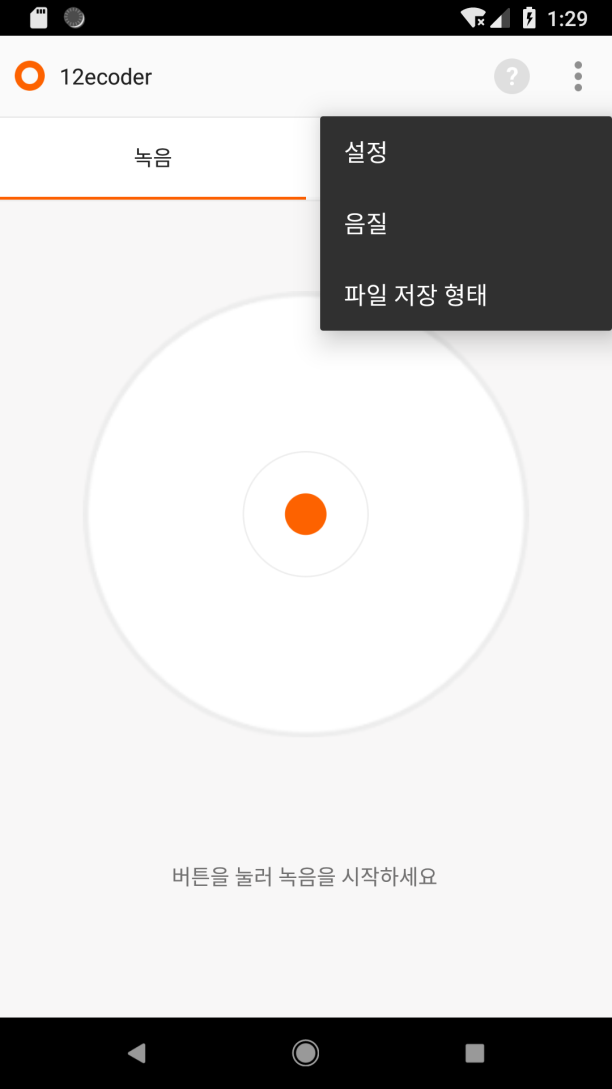 1:29
12ecoder
?
녹음
설정
음질
파일 저장 형태
버튼을 눌러 녹음을 시작하세요